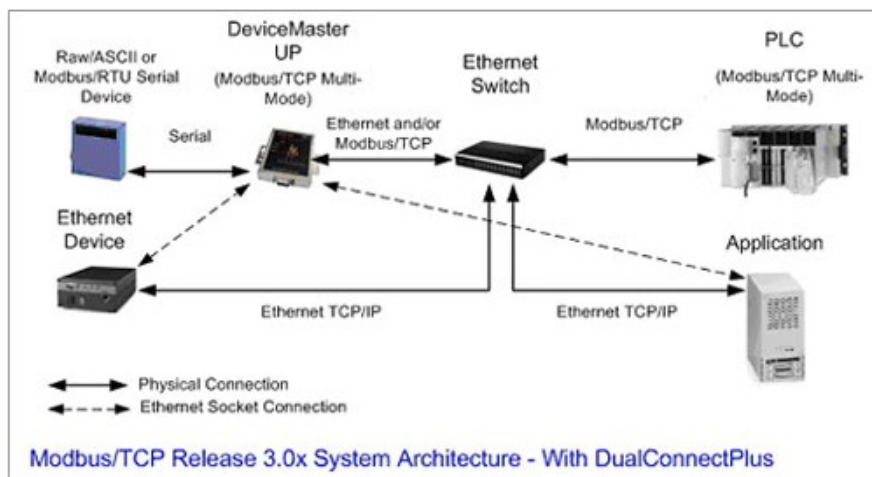 DeviceMaster
UP
(Modbus/TCP Multi-
Mode)
PLC
(Modbus/TCP Multi-
Mode)
Raw/ASCII or
Modbus/RTU Serial
Device
Ethernet
Switch
Serial
Ethernet and/or
Modbus/TCP
Modbus/TCP
Ethernet
Device
Application
Ethernet TCP/IP
Ethernet TCP/IP
Physical Connection
Ethernet Socket Connection
Modbus/TCP Release 3.0x System Architecture - With DualConnectPlus